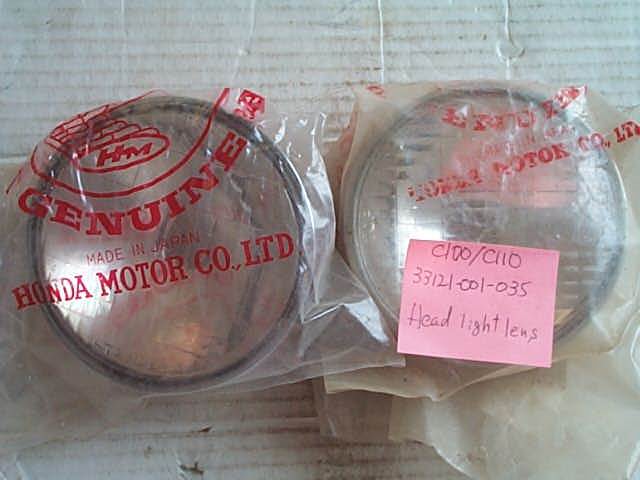 HM
GENUINE
MADE IN JAPAN
HONDA MOTOR CO., LTD
HONDA MOTOR CO., LTD.
C100/C110
33121-001-035
Head light lens